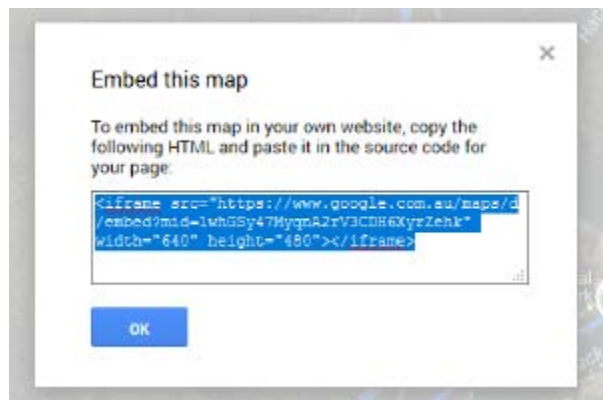 Embed this map
To embed this map in your own website, copy the
following HTML and paste it in the source code for
your page:
<iframe src="https://www.google.com.au/maps/d
/embed?mid=1whGSy47MyqnA2rV3CDH6XyrZehk"
width="640" height="480"></iframe>
OK